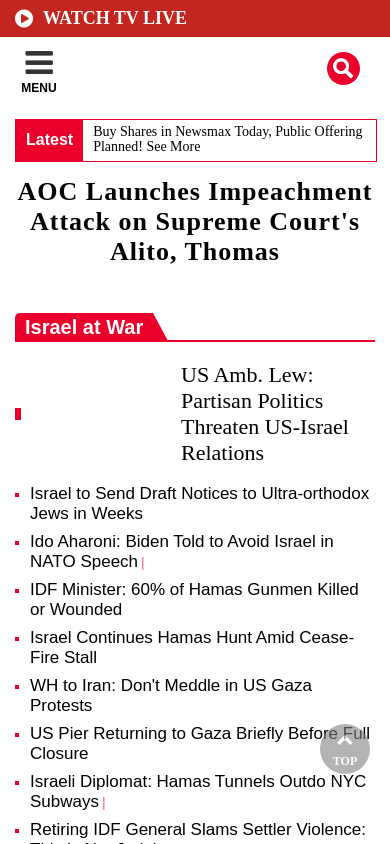 WATCH TV LIVE
MENU
Latest
Buy Shares in Newsmax Today, Public Offering
Planned! See More
AOC Launches Impeachment
Attack on Supreme Court's
Alito, Thomas
Israel at War
US Amb. Lew:
Partisan Politics
Threaten US-Israel
Relations
Israel to Send Draft Notices to Ultra-orthodox
Jews in Weeks
Ido Aharoni: Biden Told to Avoid Israel in
NATO Speech |
IDF Minister: 60% of Hamas Gunmen Killed
or Wounded
Israel Continues Hamas Hunt Amid Cease-
Fire Stall
WH to Iran: Don't Meddle in US Gaza
Protests
US Pier Returning to Gaza Briefly Before Full
Closure
TOP
Israeli Diplomat: Hamas Tunnels Outdo NYC
Subways |
Retiring IDF General Slams Settler Violence: